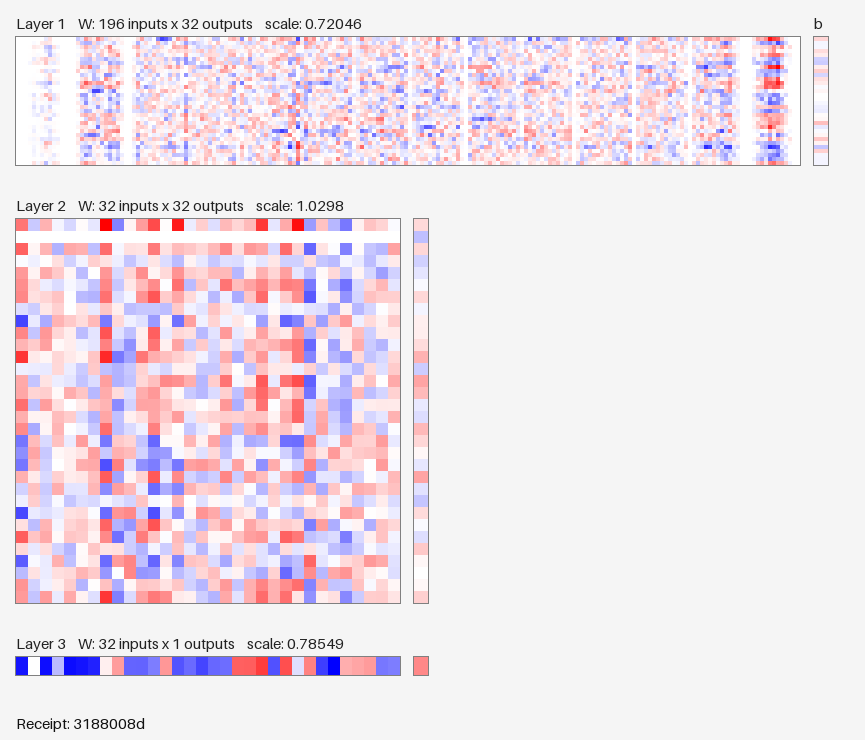 Layer 1 W: 196 inputs x 32 outputs scale: 0.72046 b
Layer 2 W: 32 inputs x 32 outputs scale: 1.0298
Layer 3 W: 32 inputs x 1 outputs scale: 0.78549
Receipt: 3188008d